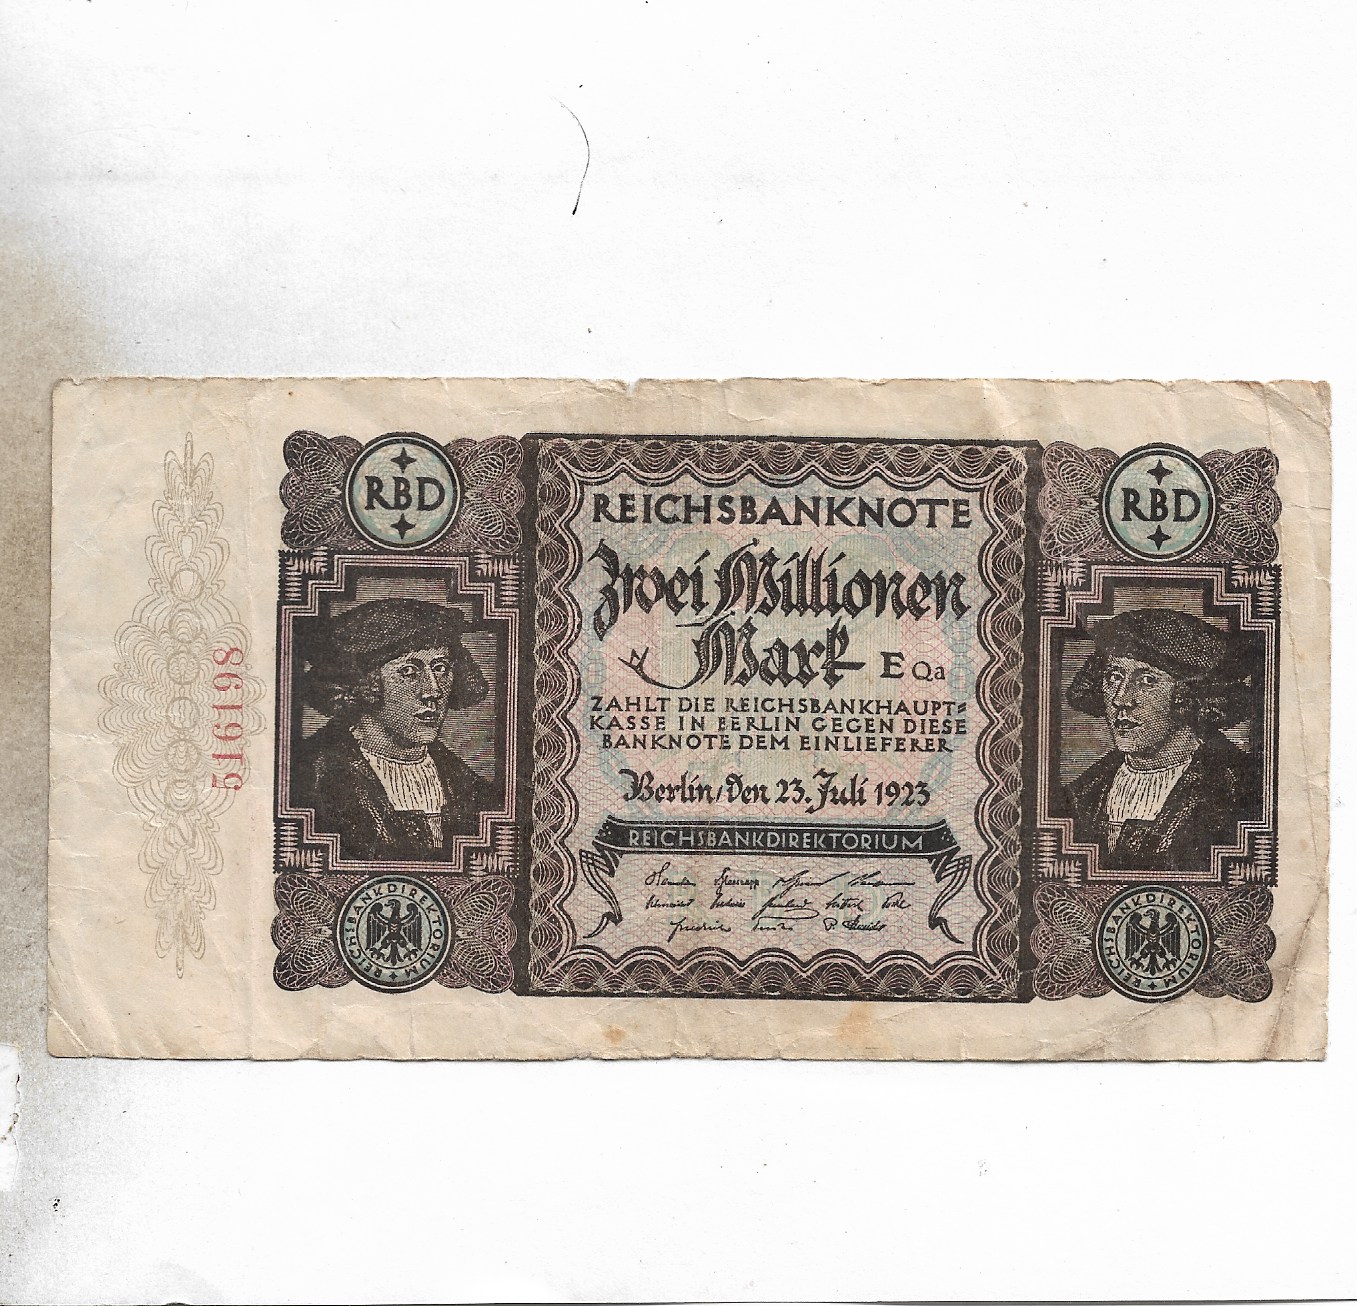 RBD
RBD
REICHSBANKNOTE
Zwei Millionen
Mark
E Qa
ZAHLT DIE REICHSBANKHAUPT=
KASSE IN BERLIN GEGEN DIESE
BANKNOTE DEM EINLIEFERER
Berlin, den 23. Juli 1923
REICHSBANKDIREKTORIUM
516198
REICHSBANKDIREKTORIUM
REICHSBANKDIREKTORIUM